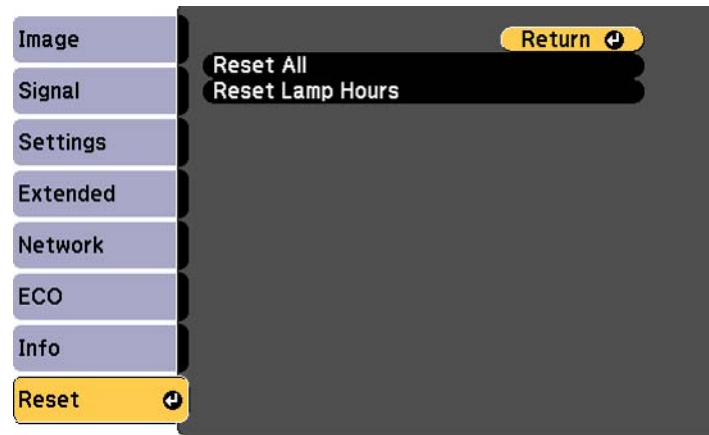 Image
Signal
Settings
Extended
Network
ECO
Info
Reset
Return
Reset All
Reset Lamp Hours